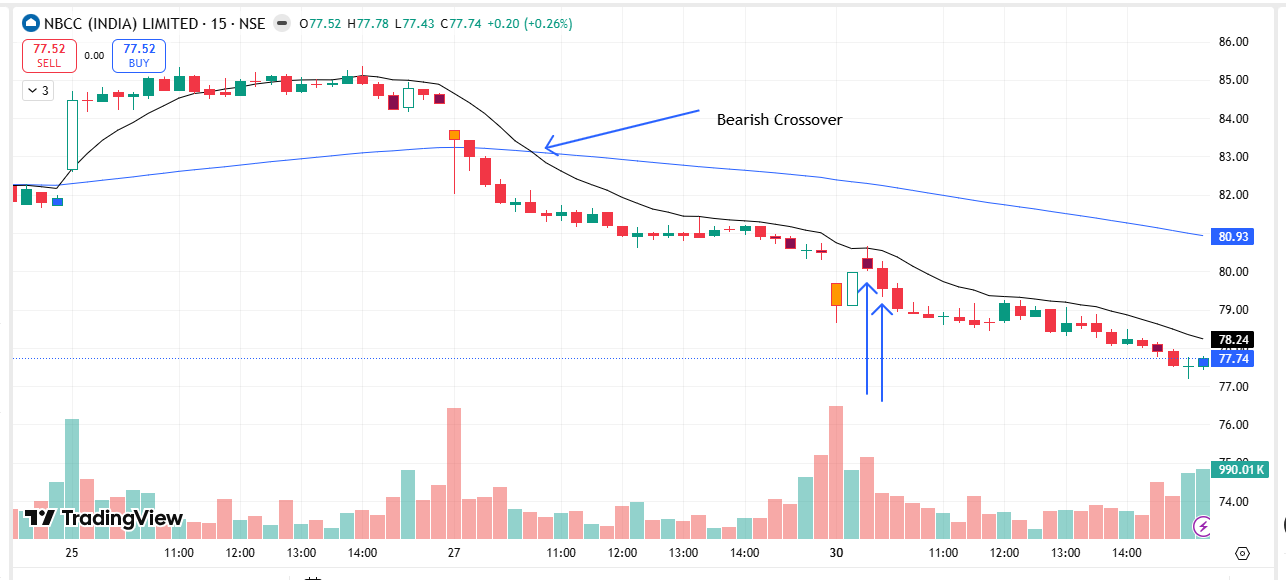 NBCC (INDIA) LIMITED · 15 · NSE O77.52 H77.78 L77.43 C77.74 +0.20 (+0.26%)
77.52 0.00 77.52
SELL BUY
3
Bearish Crossover
86.00
85.00
84.00
83.00
82.00
80.93
80.00
79.00
78.24
77.74
77.00
76.00
990.01 K
74.00
TradingView
25 11:00 12:00 13:00 14:00 27 11:00 12:00 13:00 14:00 30 11:00 12:00 13:00 14:00